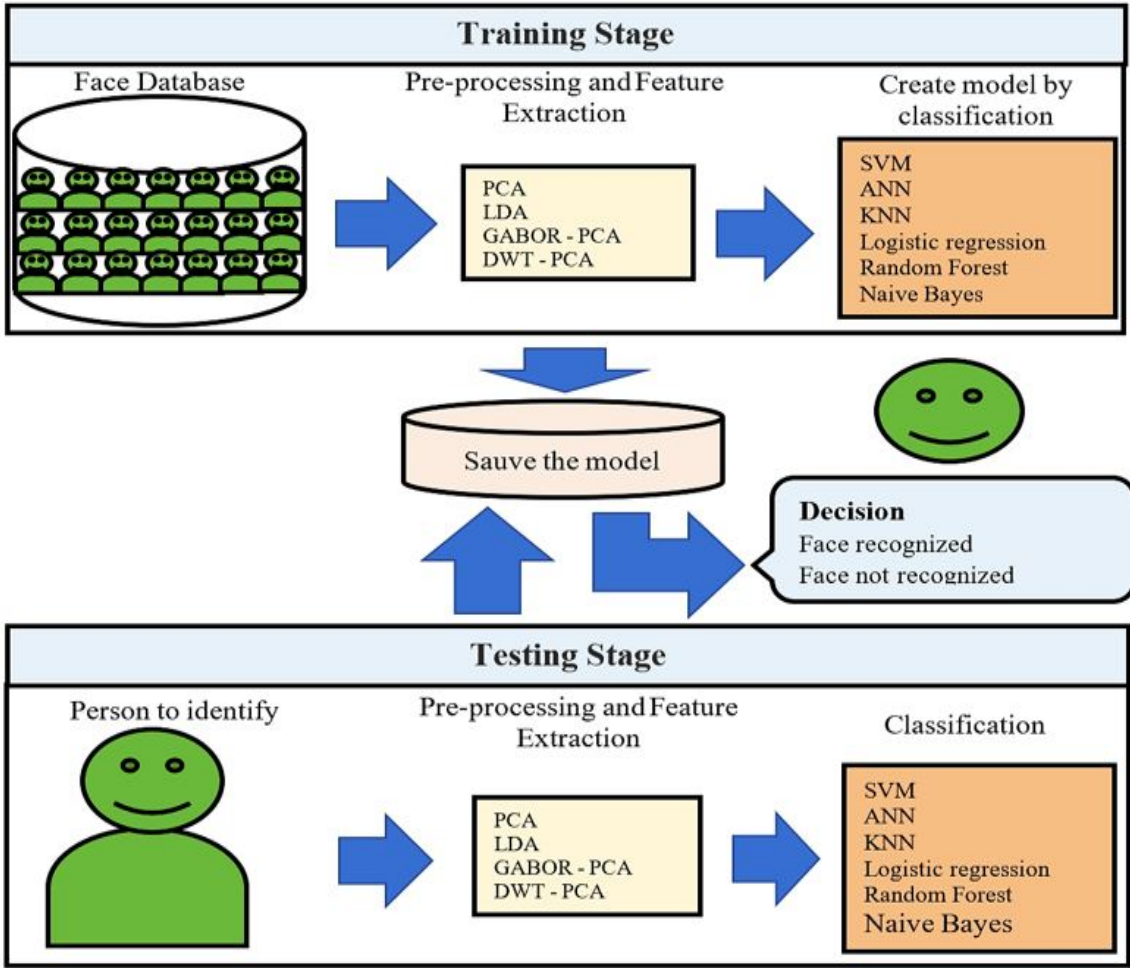 Training Stage
Face Database
Pre-processing and Feature
Extraction
Create model by
classification
PCA
LDA
GABOR - PCA
DWT - PCA
SVM
ANN
KNN
Logistic regression
Random Forest
Naive Bayes
Sauve the model
Decision
Face recognized
Face not recognized
Testing Stage
Person to identify
Pre-processing and Feature
Extraction
Classification
PCA
LDA
GABOR - PCA
DWT - PCA
SVM
ANN
KNN
Logistic regression
Random Forest
Naive Bayes